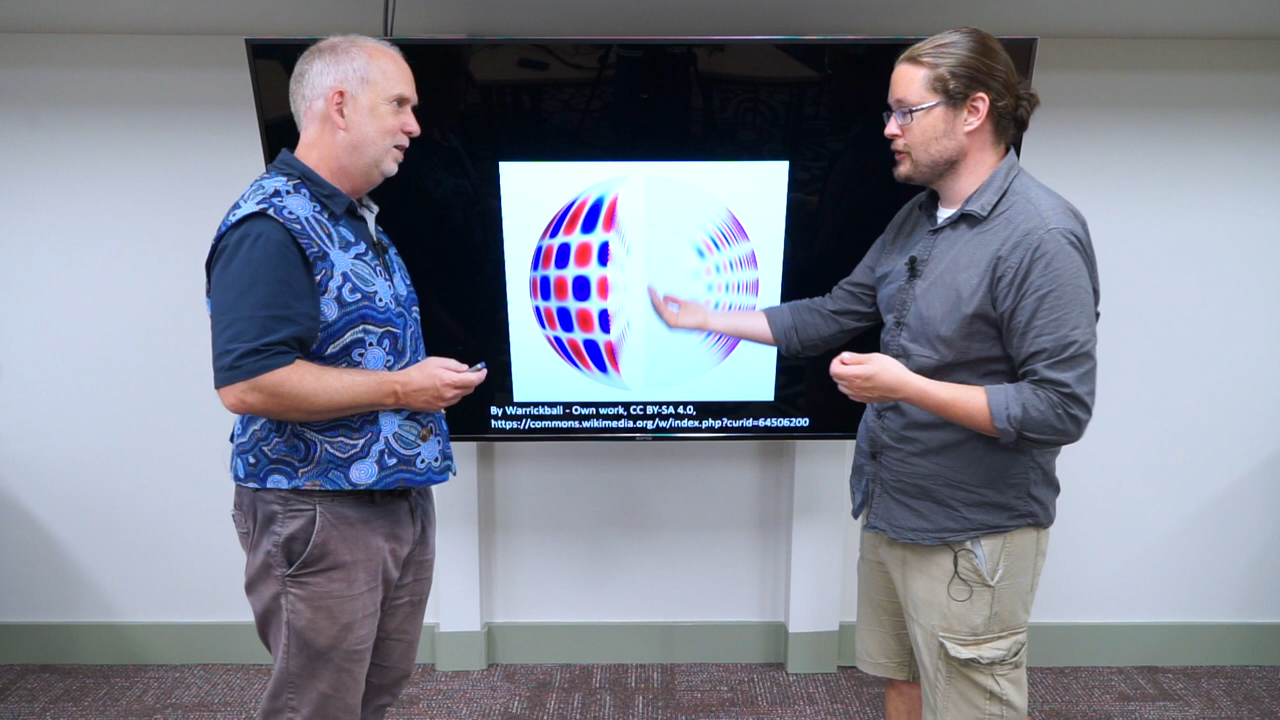 By Warrickball - Own work, CC BY-SA 4.0,
https://commons.wikimedia.org/w/index.php?curid=64506200